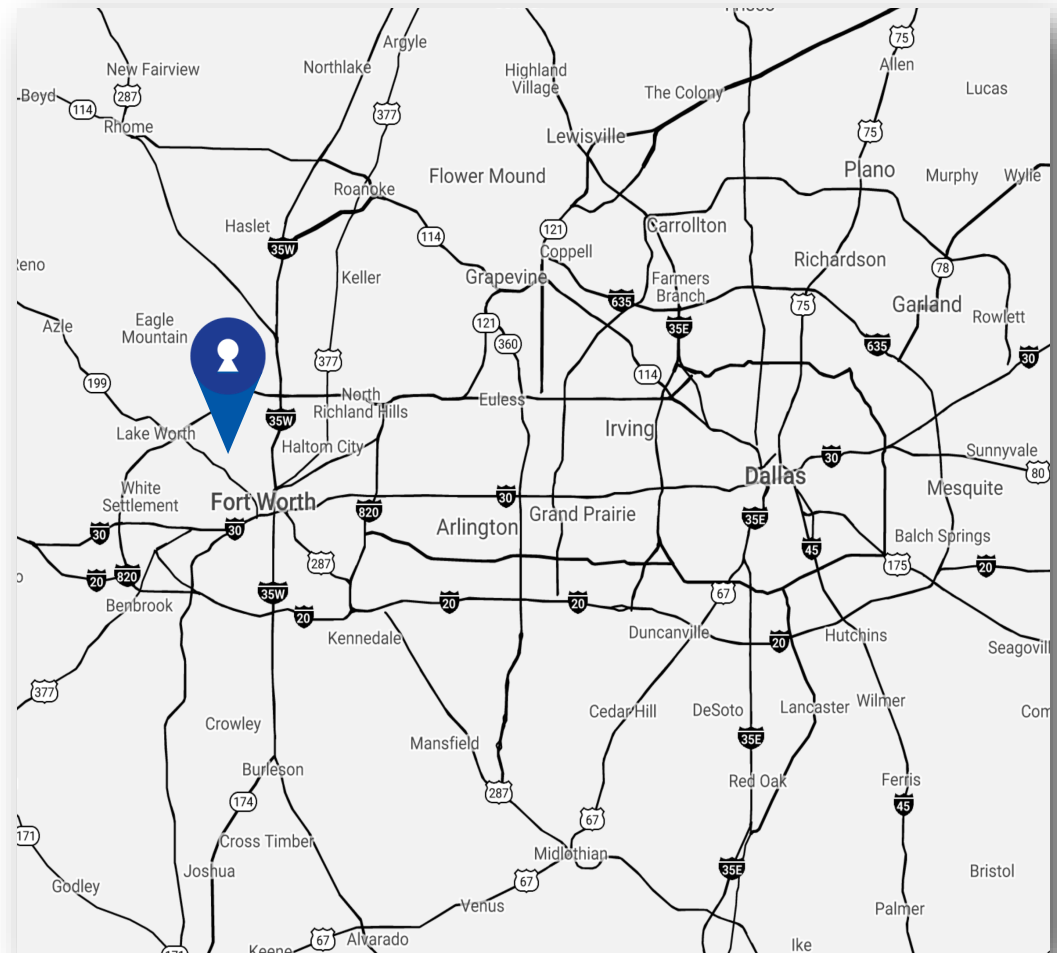 Argyle
75
New Fairview
Northlake
Allen
Highland
Village
287
Boyd
The Colony
Lucas
114
377
Rhome
75
Lewisville
Plano
Flower Mound
Murphy
Wylie
Roanoke
Haslet
Carrollton
121
114
35W
Coppell
Richardson
Keller
Grapevine
78
Farmers
Branch
635
75
Garland
Rowlett
Eagle
Mountain
Azle
121
35E
360
635
30
377
114
199
North
Richland Hills
Euless
35W
Irving
Lake Worth
Haltom City
30
Sunnyvale
80
Dallas
White
Settlement
Mesquite
Fort Worth
30
820
Grand Prairie
35E
Arlington
30
30
Balch Springs
45
287
175
20
820
20
35W
67
Benbrook
20
20
20
Kennedale
Duncanville
20
Hutchins
377
Crowley
Cedar Hill
DeSoto
Lancaster
Wilmer
Mansfield
35E
Burleson
Red Oak
Ferris
287
174
45
67
171
Cross Timber
Midlothian
Joshua
35E
Bristol
Godley
67
Venus
Palmer
67
Alvarado
Ike
Keene